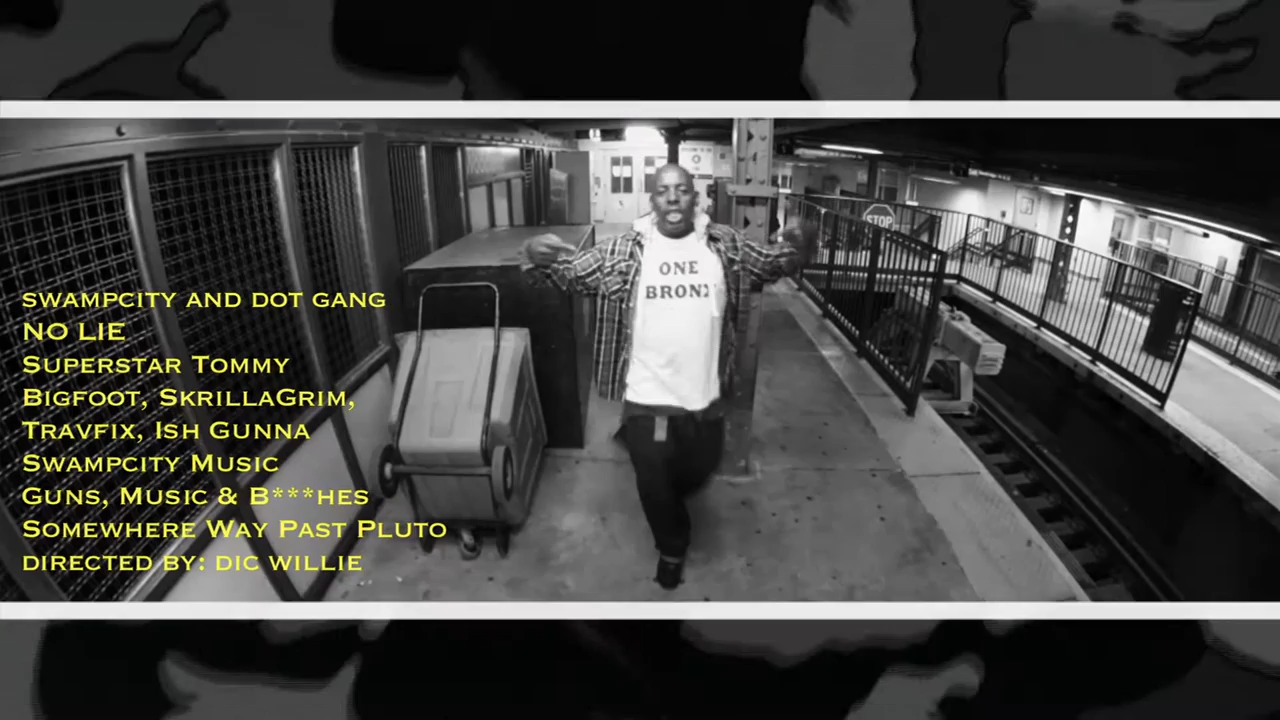 ONE
BRONX
STOP
SWAMPCITY AND DOT GANG
NO LIE
SUPERSTAR TOMMY
BIGFOOT, SKRILLAGRIM,
TRAVFIX, ISH GUNNA
SWAMPCITY MUSIC
GUNS, MUSIC & B***HES
SOMEWHERE WAY PAST PLUTO
DIRECTED BY: DIC WILLIE